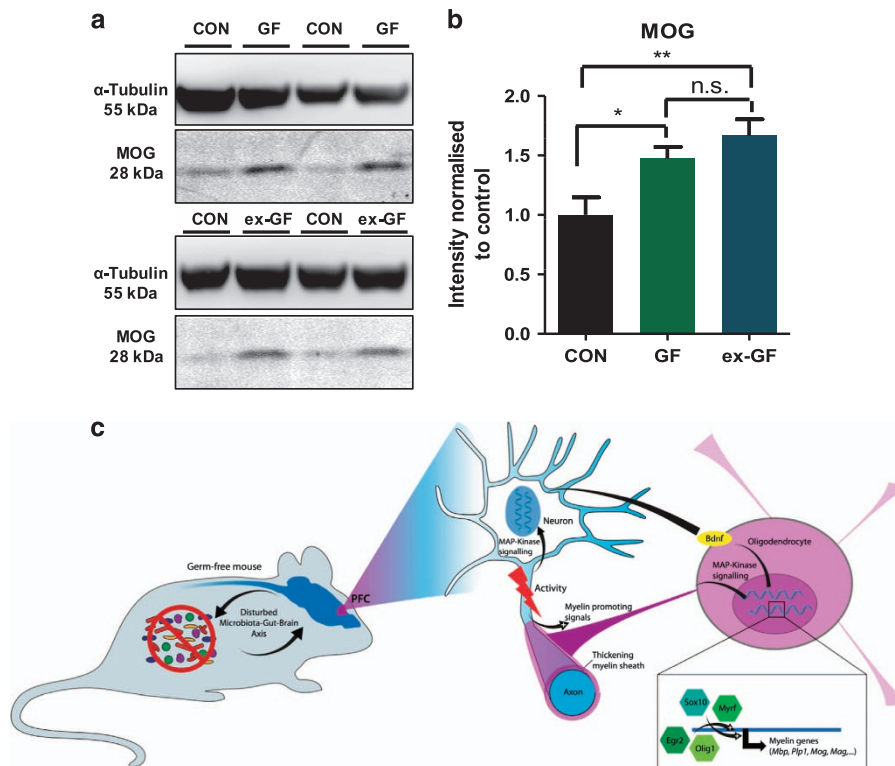 a
CON GF CON GF
α-Tubulin
55 kDa
MOG
28 kDa
CON ex-GF CON ex-GF
α-Tubulin
55 kDa
MOG
28 kDa
b
MOG
**
n.s.
*
Intensity normalised
to control
2.0
1.5
1.0
0.5
0.0
CON GF ex-GF
c
Germ-free mouse
PFC
Disturbed
Microbiota-Gut-Brain
Axis
Neuron
MAP-Kinase
signalling
Activity
Myelin promoting
signals
Thickening
myelin sheath
Axon
Bdnf
Oligodendrocyte
MAP-Kinase
signalling
Sox10
Myrf
Egr2
Olig1
Myelin genes
(Mbp, Plp1, Mog, Mag,...)